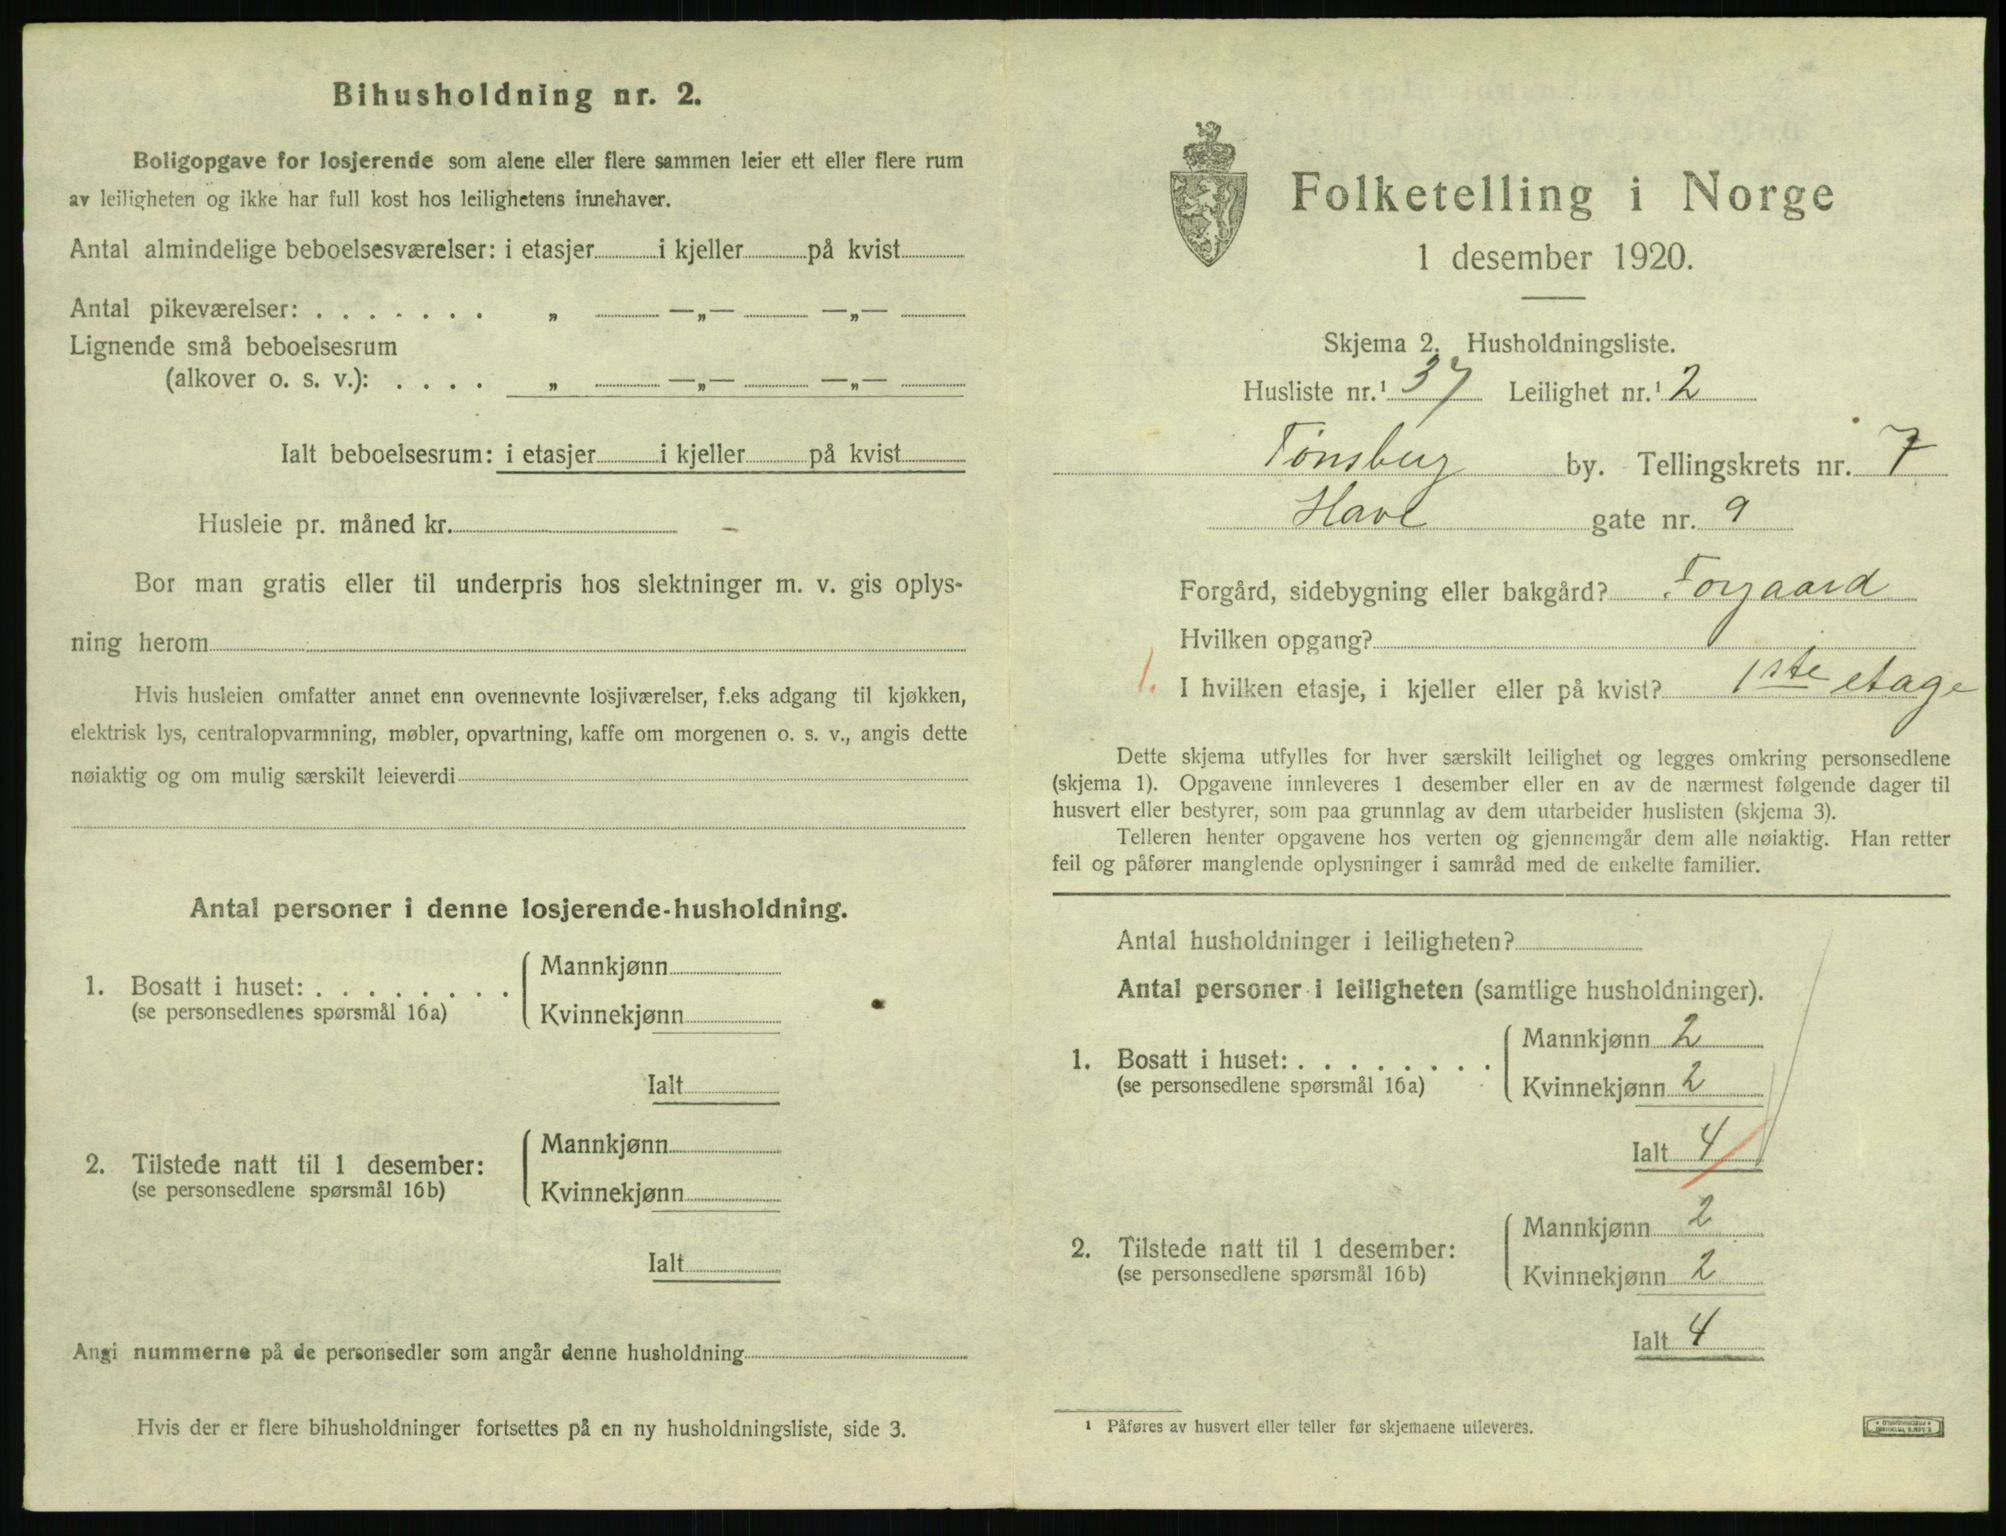 Bihusholdning nr. 2.
Boligopgave for losjerende som alene eller flere sammen leier ett eller flere rum
av leiligheten og ikke har full kost hos leilighetens innehaver.
Antal almindelige beboelsesværelser: i etasjer i kjeller på kvist
Antal pikeværelser: . . . . . . . „ —„— —„—
Lignende små beboelsesrum
(alkover o. s. v.): . . . . „ —„— —„—
Ialt beboelsesrum: i etasjer i kjeller på kvist
Husleie pr. måned kr.
Bor man gratis eller til underpris hos slektninger m. v. gis oplys-
ning herom
Hvis husleien omfatter annet enn ovennevnte losjiværelser, f.eks adgang til kjøkken,
elektrisk lys, centralopvarmning, møbler, opvartning, kaffe om morgenen o. s. v., angis dette
nøiaktig og om mulig særskilt leieverdi
Antal personer i denne losjerende-husholdning.
Mannkjønn
1. Bosatt i huset: . . . . . . . .
(se personsedlenes spørsmål 16a)
Kvinnekjønn
Ialt
Mannkjønn
2. Tilstede natt til 1 desember:
(se personsedlene spørsmål 16b)
Kvinnekjønn
Ialt
Angi nummerne på de personsedler som angår denne husholdning
Hvis der er flere bihusholdninger fortsettes på en ny husholdningsliste, side 3.
Folketelling i Norge
1 desember 1920.
Skjema 2. Husholdningsliste.
Husliste nr.¹ 37 Leilighet nr.¹ 2
Tønsberg by. Tellingskrets nr. 7
Have gate nr. 9
Forgård, sidebygning eller bakgård? Forgaard
Hvilken opgang?
1. I hvilken etasje, i kjeller eller på kvist? 1ste etage
Dette skjema utfylles for hver særskilt leilighet og legges omkring personsedlene
(skjema 1). Opgavene innleveres 1 desember eller en av de nærmest følgende dager til
husvert eller bestyrer, som paa grunnlag av dem utarbeider huslisten (skjema 3).
Telleren henter opgavene hos verten og gjennemgår dem alle nøiaktig. Han retter
feil og påfører manglende oplysninger i samråd med de enkelte familier.
Antal husholdninger i leiligheten?
Antal personer i leiligheten (samtlige husholdninger).
Mannkjønn 2
1. Bosatt i huset: . . . . . . . .
(se personsedlene spørsmål 16a)
Kvinnekjønn 2
Ialt 4
Mannkjønn 2
2. Tilstede natt til 1 desember:
(se personsedlene spørsmål 16b)
Kvinnekjønn 2
Ialt 4
¹ Påføres av husvert eller teller før skjemaene utleveres.